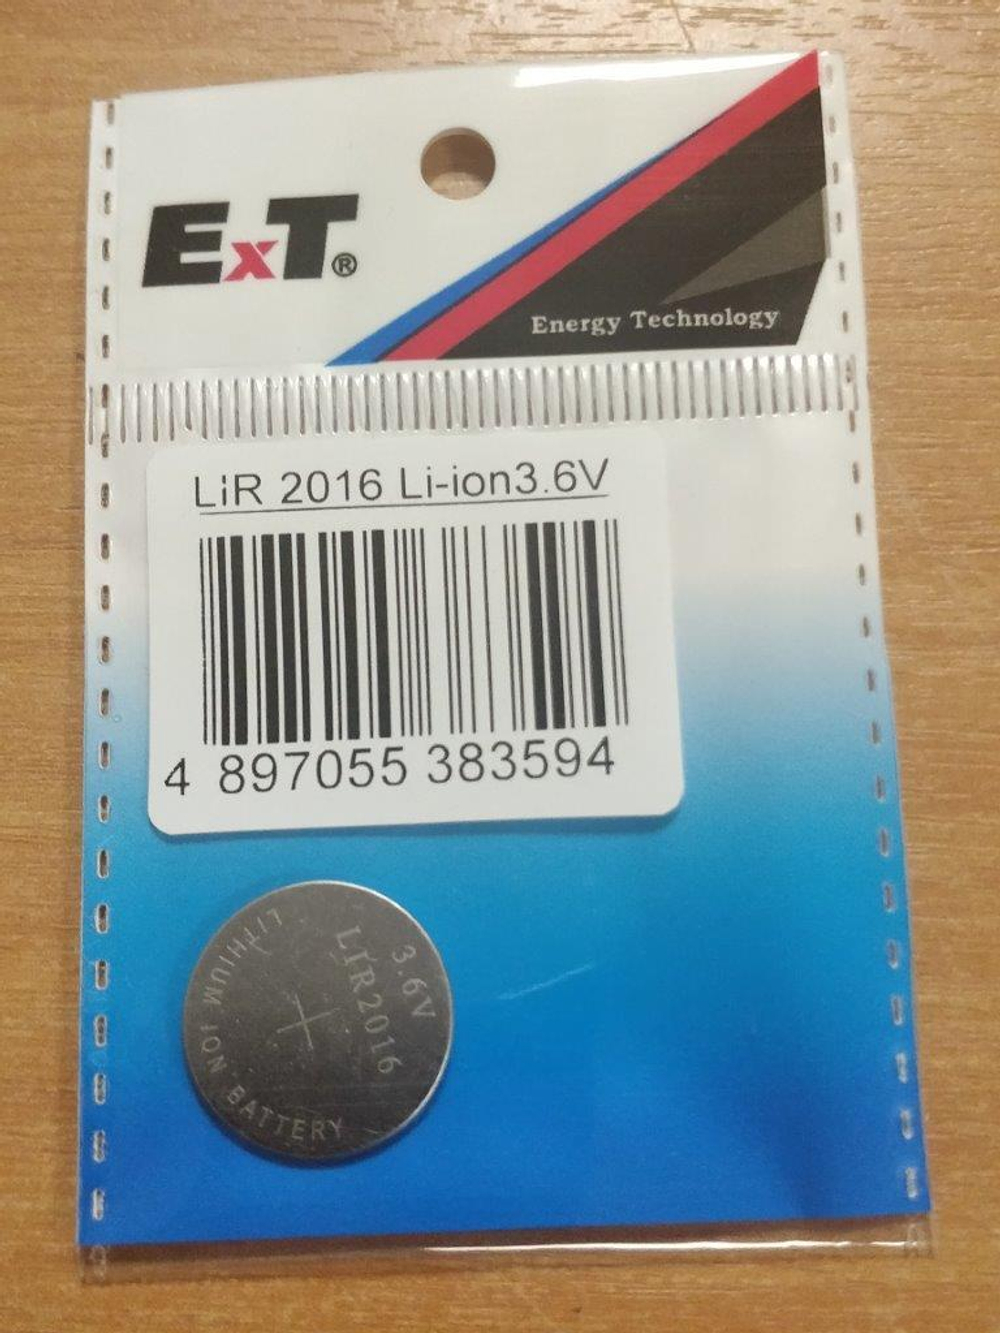 ExT®
Energy Technology
LiR 2016 Li-ion3.6V
4 897055 383594
3.6V
LIR2016
LITHIUM ION BATTERY